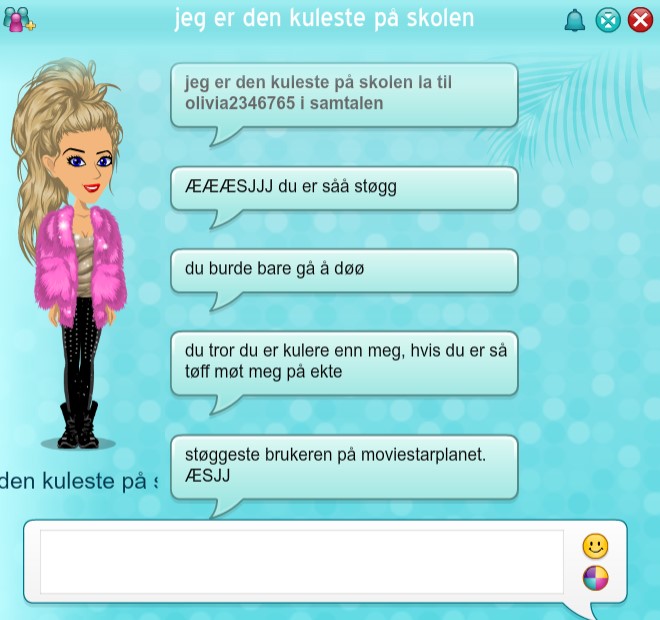 jeg er den kuleste på skolen
jeg er den kuleste på skolen la til
olivia2346765 i samtalen
ÆÆÆSJJJ du er såå støgg
du burde bare gå å døø
du tror du er kulere enn meg, hvis du er så
tøff møt meg på ekte
støggeste brukeren på moviestarplanet.
ÆSJJ
den kuleste på s